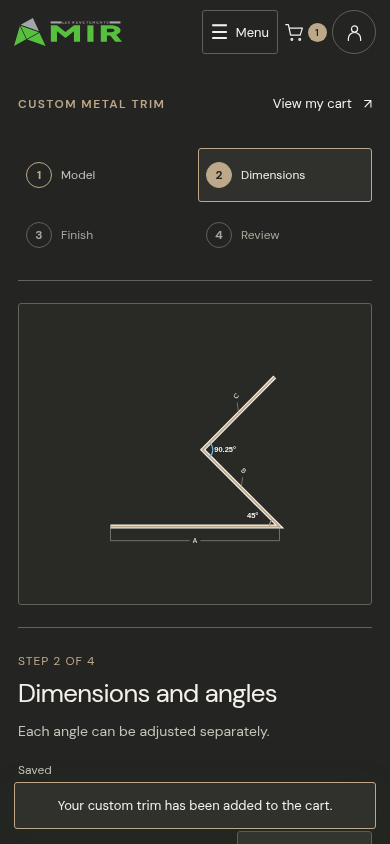 MIR
Menu
1
CUSTOM METAL TRIM
View my cart
1 Model
2 Dimensions
3 Finish
4 Review
C
90.25°
B
45°
A
STEP 2 OF 4
Dimensions and angles
Each angle can be adjusted separately.
Saved
Your custom trim has been added to the cart.